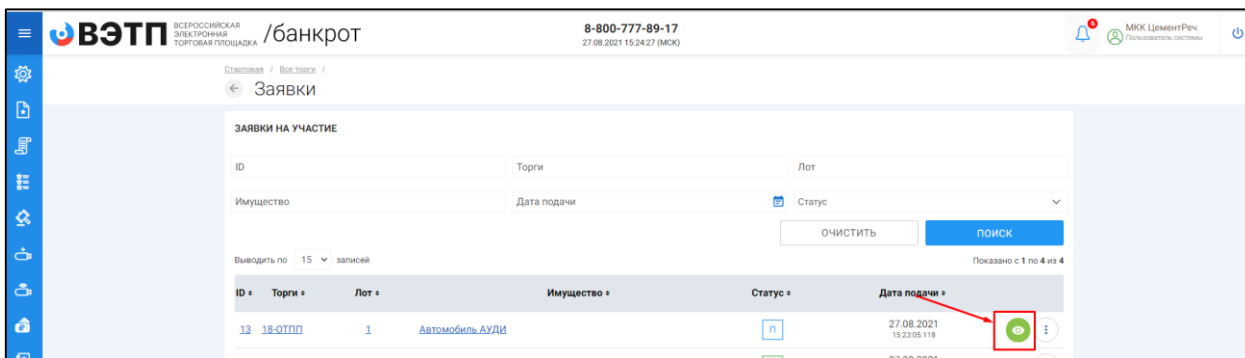 ВЭТП ВСЕРОССИЙСКАЯ ЭЛЕКТРОННАЯ ТОРГОВАЯ ПЛОЩАДКА /банкрот
8-800-777-89-17
27.08.2021 15:24:27 (МСК)
6
МКК ЦементРеч
Пользователь системы
Стартовая / Все торги /
Заявки
ЗАЯВКИ НА УЧАСТИЕ
ID Торги Лот
Имущество Дата подачи Статус
ОЧИСТИТЬ ПОИСК
Выводить по 15 записей Показано с 1 по 4 из 4
ID Торги Лот Имущество Статус Дата подачи
13 18-ОТПП 1 Автомобиль АУДИ П 27.08.2021
15:23:05.118